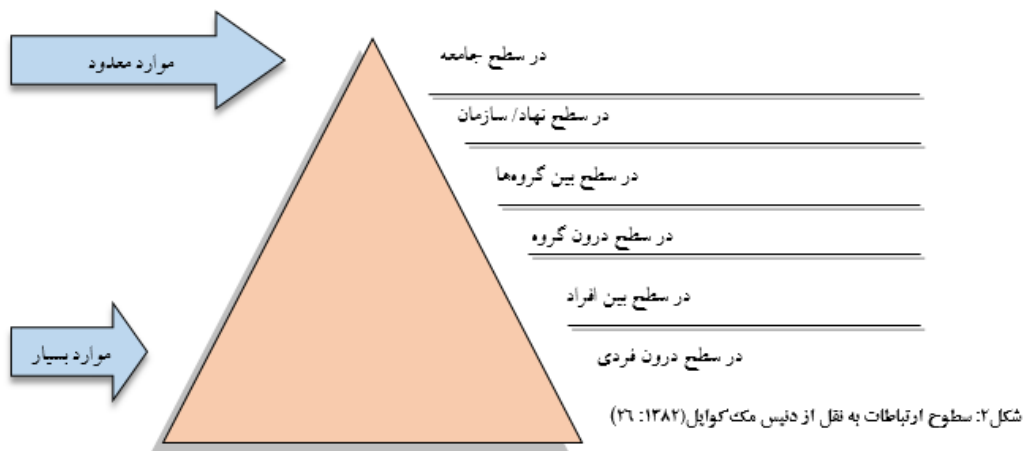 در سطح جامعه
موارد معدود
در سطح نهاد/ سازمان
در سطح بین گروه‌ها
در سطح درون گروه
در سطح بین افراد
موارد بسیار
در سطح درون فردی
شکل۲: سطوح ارتباطات به نقل از دنیس مک‌کوایل(۱۳۸۲: ۲۶)